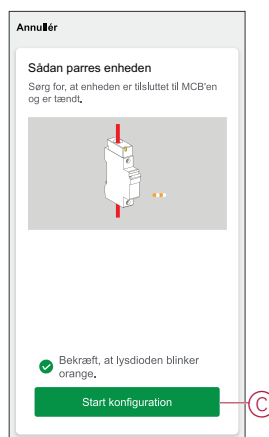 Annullér
Sådan parres enheden
Sørg for, at enheden er tilsluttet til MCB'en
og er tændt.
Bekræft, at lysdioden blinker
orange.
Start konfiguration
C